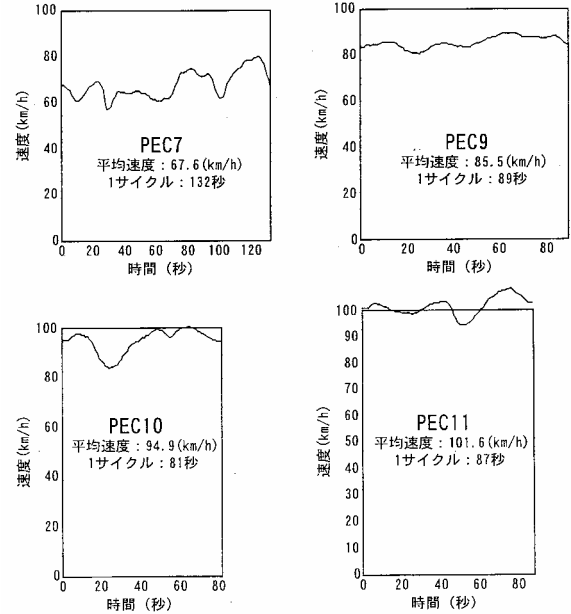 100
80
60
40
20
0
速度(km/h)
PEC7
平均速度：67.6(km/h)
1サイクル：132秒
0 20 40 60 80 100 120
時間 (秒)
100
80
60
40
20
0
速度(km/h)
PEC9
平均速度：85.5(km/h)
1サイクル：89秒
0 20 40 60 80
時間 (秒)
100
80
60
40
20
0
速度(km/h)
PEC10
平均速度：94.9(km/h)
1サイクル：81秒
0 20 40 60 80
時間 (秒)
100
90
80
70
60
50
40
30
20
10
0
速度(km/h)
PEC11
平均速度：101.6(km/h)
1サイクル：87秒
0 20 40 60 80
時間 (秒)